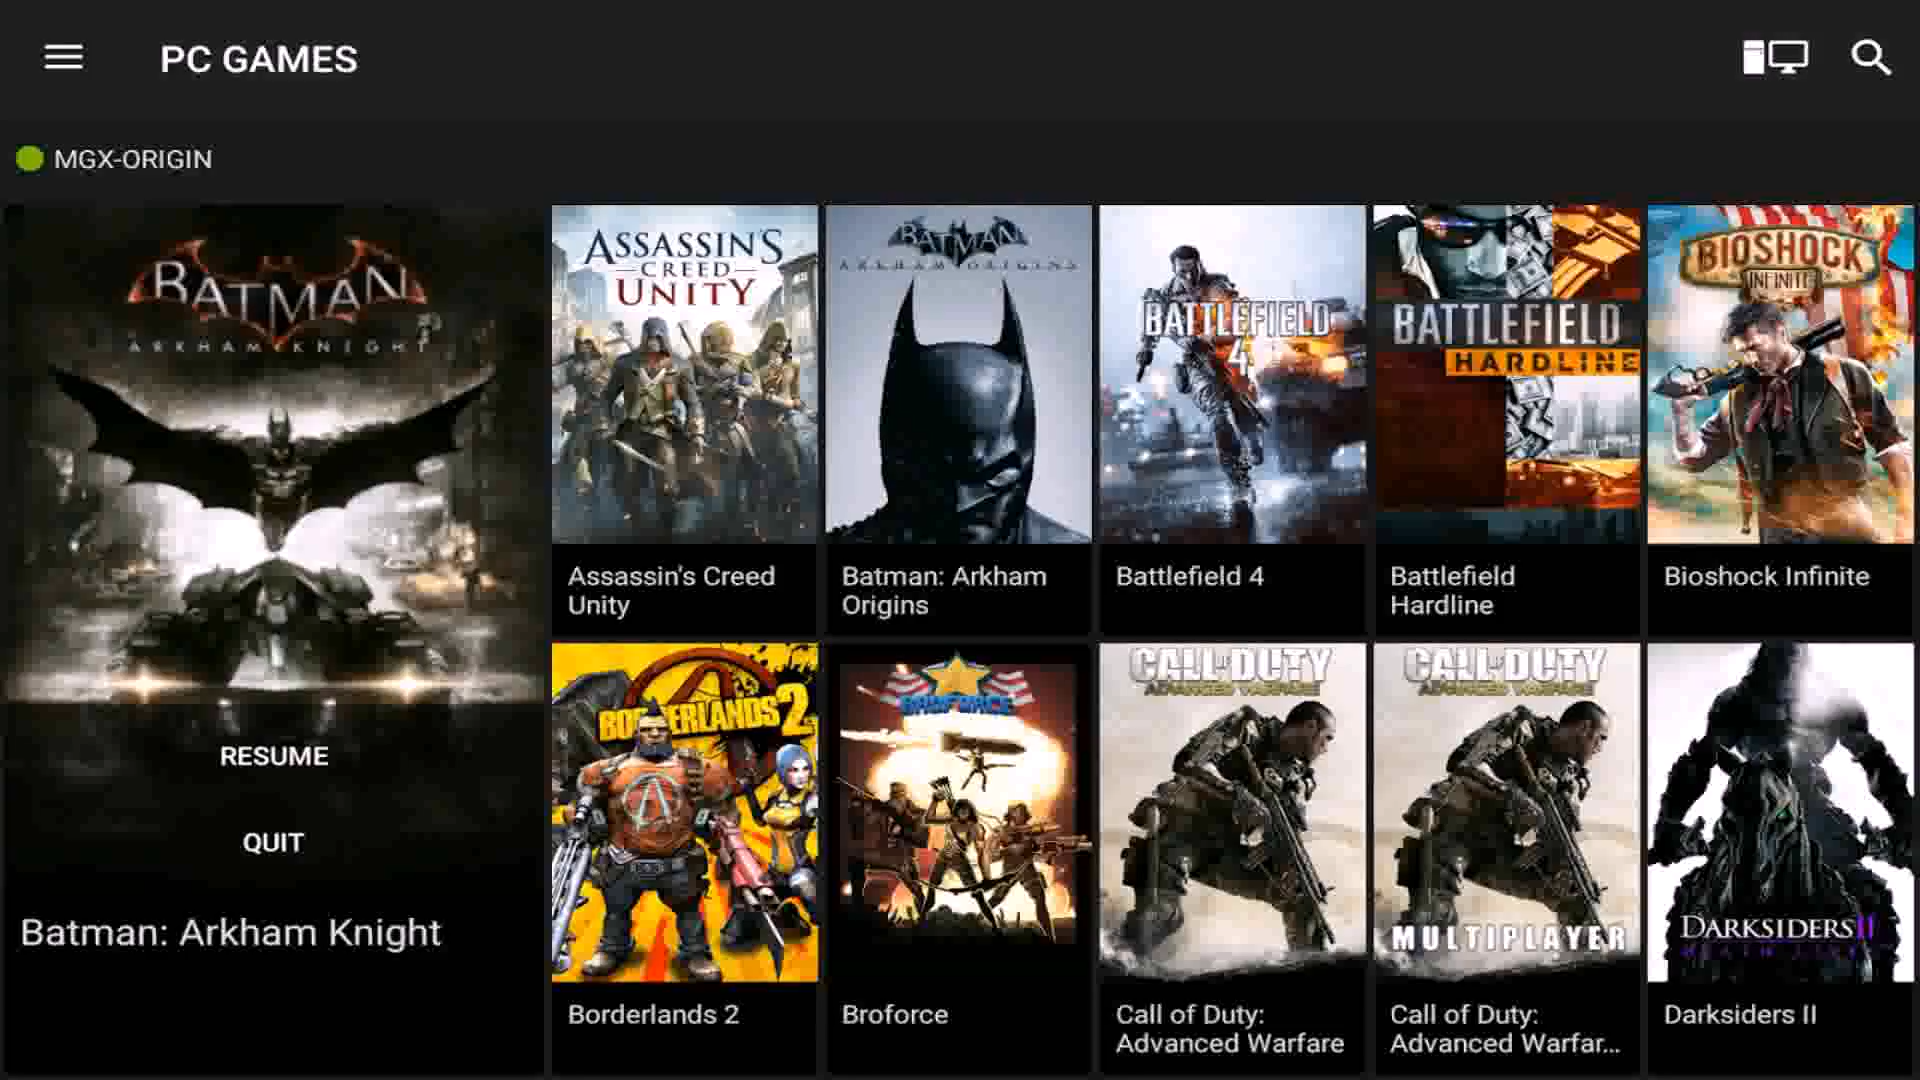 PC GAMES
MGX-ORIGIN
BATMAN
ARKHAM KNIGHT
RESUME
QUIT
Batman: Arkham Knight
ASSASSIN'S
CREED
UNITY
Assassin's Creed
Unity
BATMAN
ARKHAM ORIGINS
Batman: Arkham
Origins
BATTLEFIELD
4
Battlefield 4
BATTLEFIELD
HARDLINE
Battlefield
Hardline
BIOSHOCK
INFINITE
Bioshock Infinite
BORDERLANDS 2
Borderlands 2
BROFORCE
Broforce
CALL OF DUTY
ADVANCED WARFARE
Call of Duty:
Advanced Warfare
CALL OF DUTY
ADVANCED WARFARE
MULTIPLAYER
Call of Duty:
Advanced Warfar...
DARKSIDERS II
Darksiders II